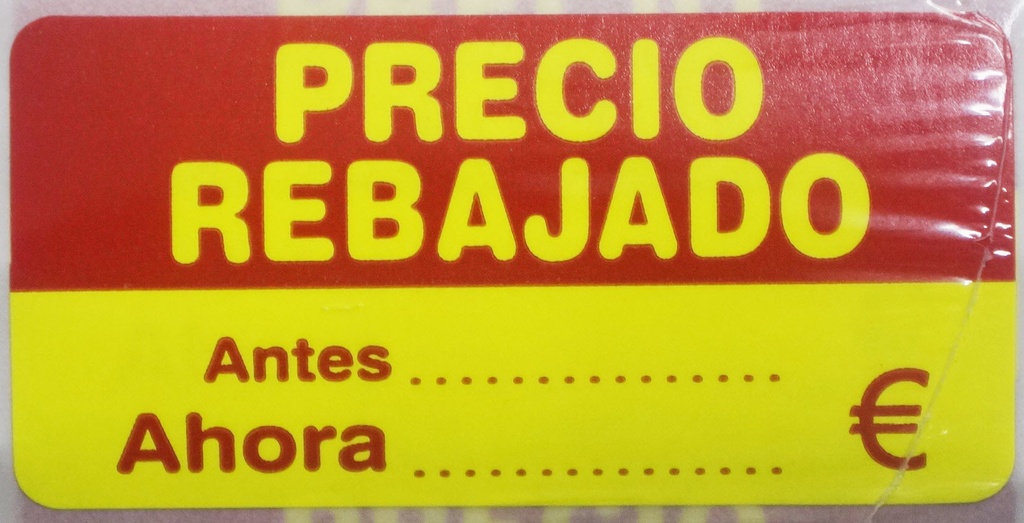 PRECIO
REBAJADO
Antes ...............
Ahora ............... €